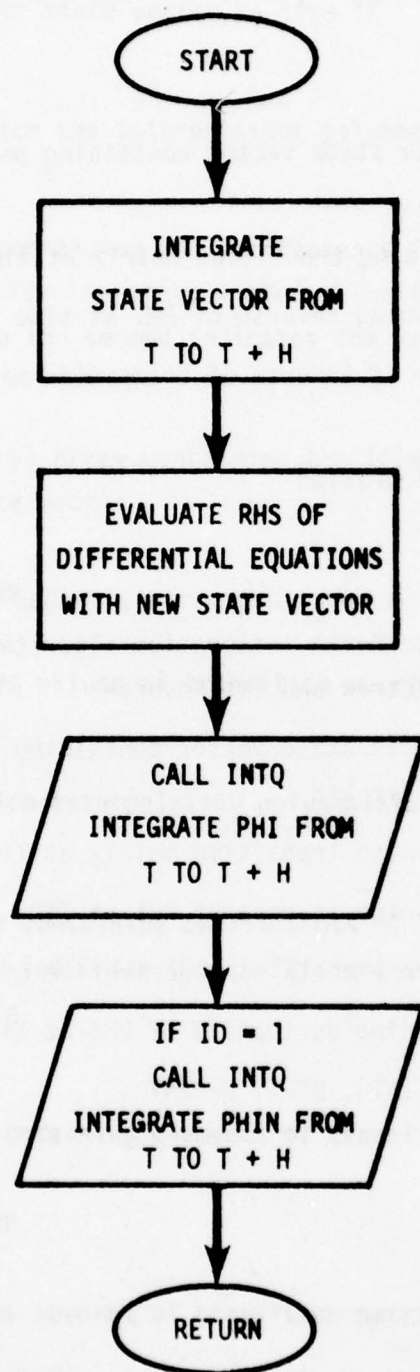 START
INTEGRATE
STATE VECTOR FROM
T TO T + H
EVALUATE RHS OF
DIFFERENTIAL EQUATIONS
WITH NEW STATE VECTOR
CALL INTQ
INTEGRATE PHI FROM
T TO T + H
IF ID = 1
CALL INTQ
INTEGRATE PHIN FROM
T TO T + H
RETURN